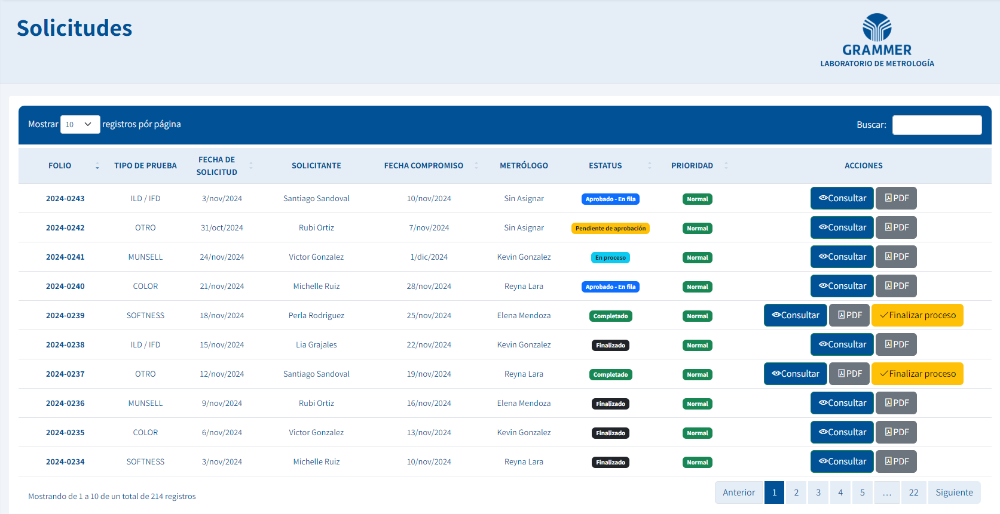 Solicitudes
GRAMMER
LABORATORIO DE METROLOGÍA
Mostrar 10 registros pór página
Buscar:
FOLIO TIPO DE PRUEBA FECHA DE SOLICITUD SOLICITANTE FECHA COMPROMISO METRÓLOGO ESTATUS PRIORIDAD ACCIONES
2024-0243 ILD / IFD 3/nov/2024 Santiago Sandoval 10/nov/2024 Sin Asignar Aprobado - En fila Normal Consultar PDF
2024-0242 OTRO 31/oct/2024 Rubi Ortiz 7/nov/2024 Sin Asignar Pendiente de aprobación Normal Consultar PDF
2024-0241 MUNSELL 24/nov/2024 Victor Gonzalez 1/dic/2024 Kevin Gonzalez En proceso Normal Consultar PDF
2024-0240 COLOR 21/nov/2024 Michelle Ruiz 28/nov/2024 Reyna Lara Aprobado - En fila Normal Consultar PDF
2024-0239 SOFTNESS 18/nov/2024 Perla Rodriguez 25/nov/2024 Elena Mendoza Completado Normal Consultar PDF Finalizar proceso
2024-0238 ILD / IFD 15/nov/2024 Lia Grajales 22/nov/2024 Kevin Gonzalez Finalizado Normal Consultar PDF
2024-0237 OTRO 12/nov/2024 Santiago Sandoval 19/nov/2024 Reyna Lara Completado Normal Consultar PDF Finalizar proceso
2024-0236 MUNSELL 9/nov/2024 Rubi Ortiz 16/nov/2024 Elena Mendoza Finalizado Normal Consultar PDF
2024-0235 COLOR 6/nov/2024 Victor Gonzalez 13/nov/2024 Kevin Gonzalez Finalizado Normal Consultar PDF
2024-0234 SOFTNESS 3/nov/2024 Michelle Ruiz 10/nov/2024 Reyna Lara Finalizado Normal Consultar PDF
Mostrando de 1 a 10 de un total de 214 registros
Anterior 1 2 3 4 5 ... 22 Siguiente